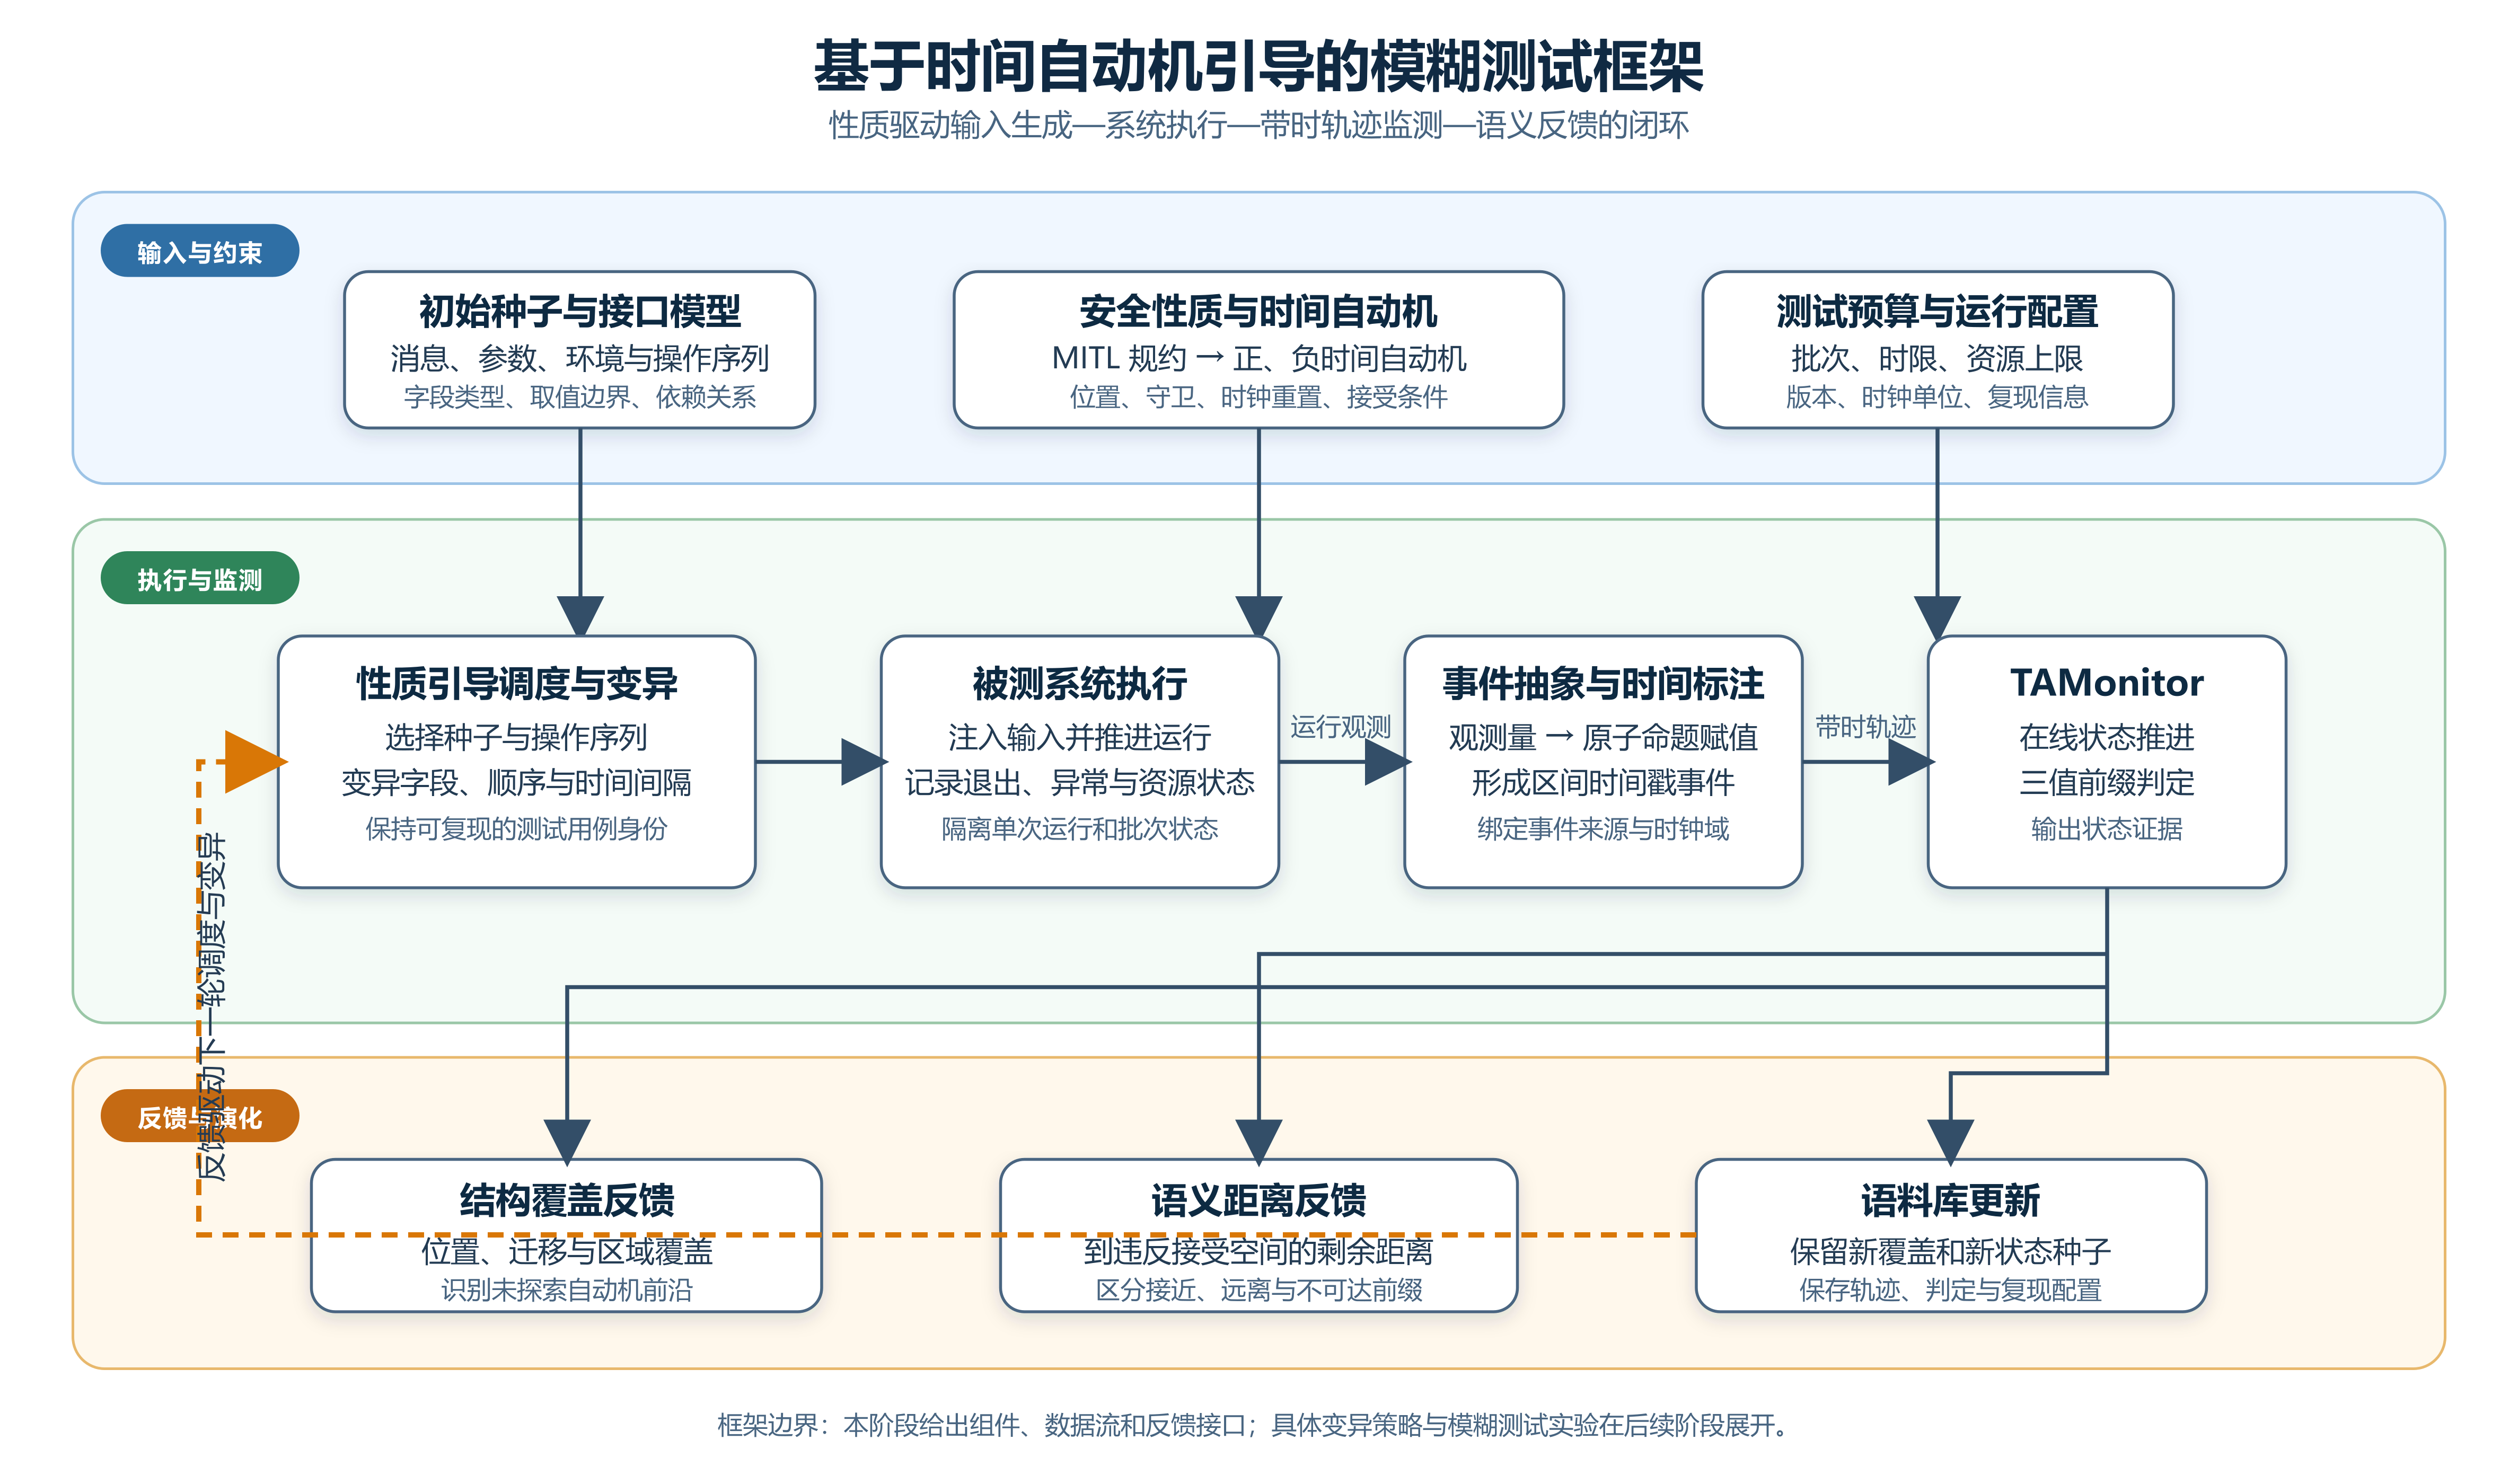 基于时间自动机引导的模糊测试框架
性质驱动输入生成—系统执行—带时轨迹监测—语义反馈的闭环
输入与约束
初始种子与接口模型
消息、参数、环境与操作序列
字段类型、取值边界、依赖关系
安全性质与时间自动机
MITL 规约 → 正、负时间自动机
位置、守卫、时钟重置、接受条件
测试预算与运行配置
批次、时限、资源上限
版本、时钟单位、复现信息
执行与监测
性质引导调度与变异
选择种子与操作序列
变异字段、顺序与时间间隔
保持可复现的测试用例身份
被测系统执行
注入输入并推进运行
记录退出、异常与资源状态
隔离单次运行和批次状态
运行观测
事件抽象与时间标注
观测量 → 原子命题赋值
形成区间时间戳事件
绑定事件来源与时钟域
带时轨迹
TAMonitor
在线状态推进
三值前缀判定
输出状态证据
反馈驱动下一轮调度与变异
反馈与演化
结构覆盖反馈
位置、迁移与区域覆盖
识别未探索自动机前沿
语义距离反馈
到违反接受空间的剩余距离
区分接近、远离与不可达前缀
语料库更新
保留新覆盖和新状态种子
保存轨迹、判定与复现配置
框架边界：本阶段给出组件、数据流和反馈接口；具体变异策略与模糊测试实验在后续阶段展开。